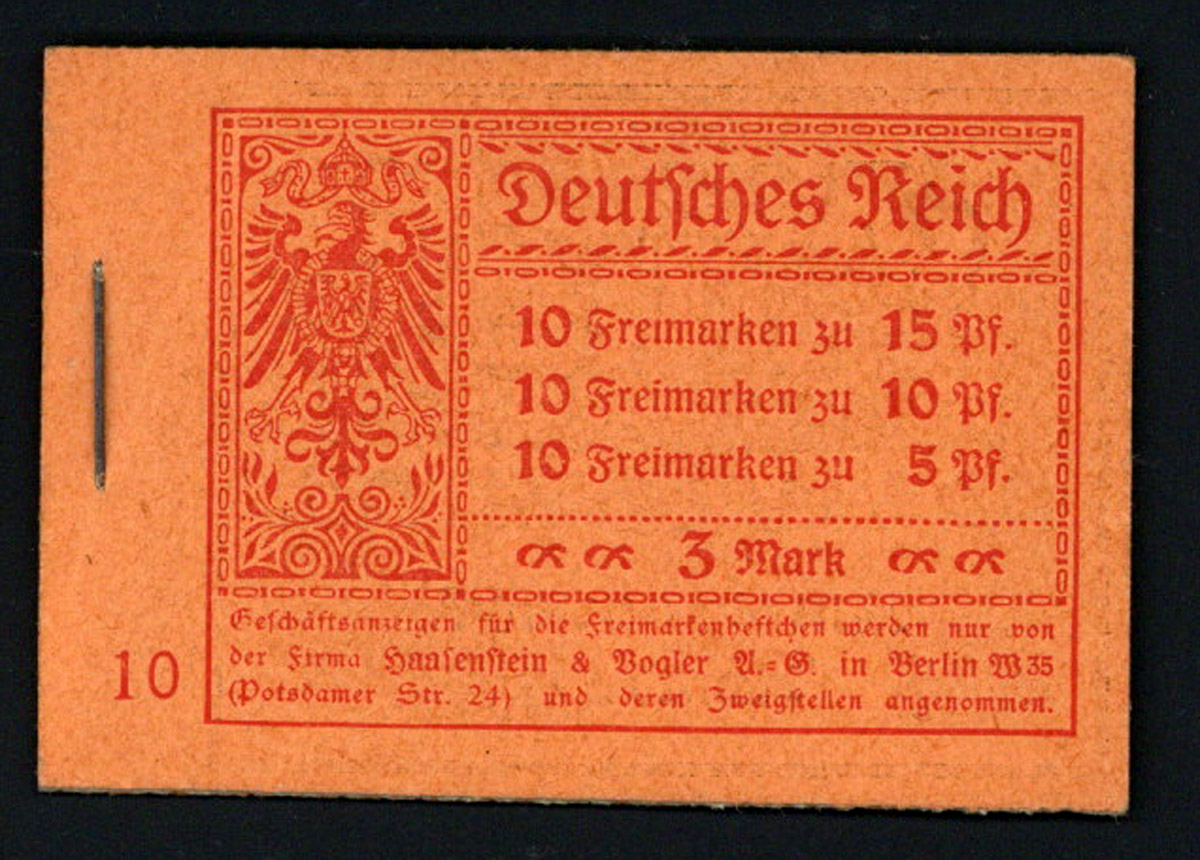 Deutsches Reich
10 Freimarken zu 15 Pf.
10 Freimarken zu 10 Pf.
10 Freimarken zu 5 Pf.
3 Mark
Geschäftsanzeigen für die Freimarkenheftchen werden nur von
der Firma Haasenstein & Vogler A.=G. in Berlin W 35
(Potsdamer Str. 24) und deren Zweigstellen angenommen.
10